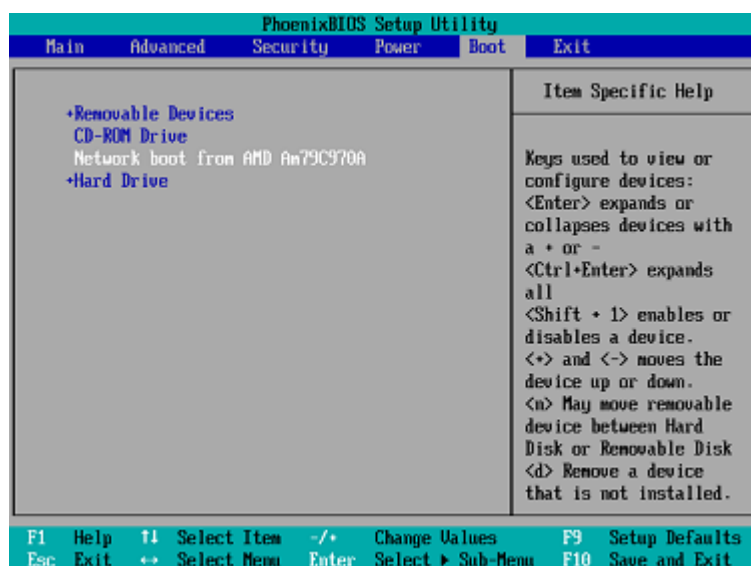 PhoenixBIOS Setup Utility
Main Advanced Security Power Boot Exit
+Removable Devices
CD-ROM Drive
Network boot from AMD Am79C970A
+Hard Drive
Item Specific Help
Keys used to view or
configure devices:
<Enter> expands or
collapses devices with
a + or -
<Ctrl+Enter> expands
all
<Shift + 1> enables or
disables a device.
<+> and <-> moves the
device up or down.
<n> May move removable
device between Hard
Disk or Removable Disk
<d> Remove a device
that is not installed.
F1 Help ↑↓ Select Item -/+ Change Values F9 Setup Defaults
Esc Exit ↔ Select Menu Enter Select ▶ Sub-Menu F10 Save and Exit